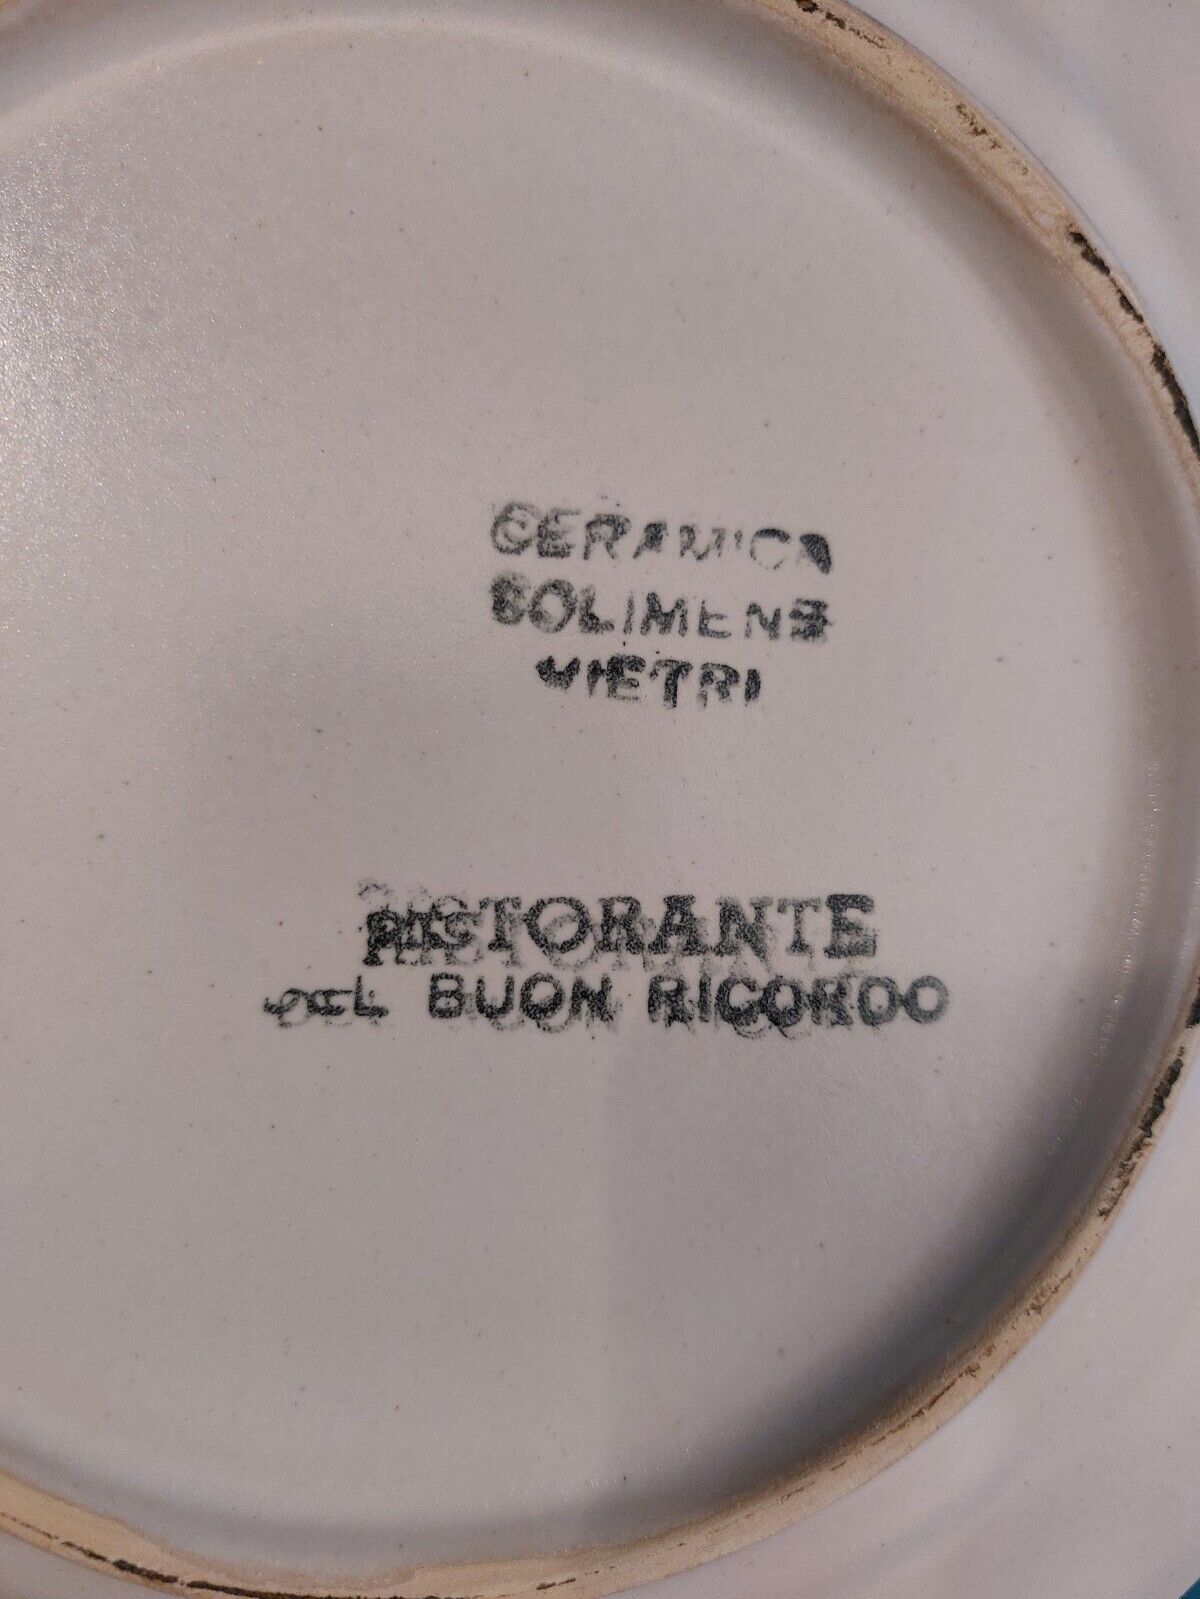 CERAMICA
SOLIMENE
VIETRI
RISTORANTE
DEL BUON RICORDO